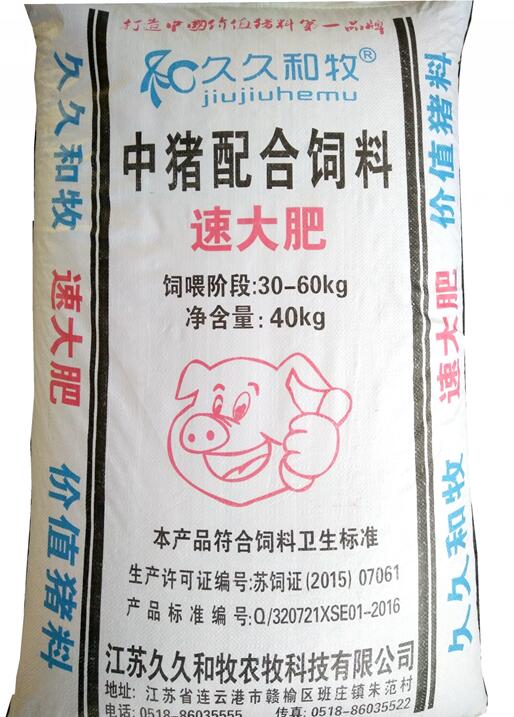 打造中国价值猪料第一品牌
久久和牧®
jiujiuhemu
中猪配合饲料
速大肥
饲喂阶段:30-60kg
净含量:40kg
本产品符合饲料卫生标准
生产许可证编号:苏饲证(2015) 07061
产品标准编号:Q/320721XSE01-2016
江苏久久和牧农牧科技有限公司
地址: 江苏省连云港市赣榆区班庄镇朱范村
电话: 0518-86035555 传真: 0518-86035522
久久和牧 速大肥 价值猪料
价值猪料 速大肥 久久和牧